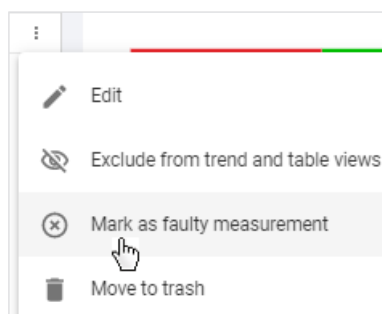 Edit
Exclude from trend and table views
Mark as faulty measurement
Move to trash